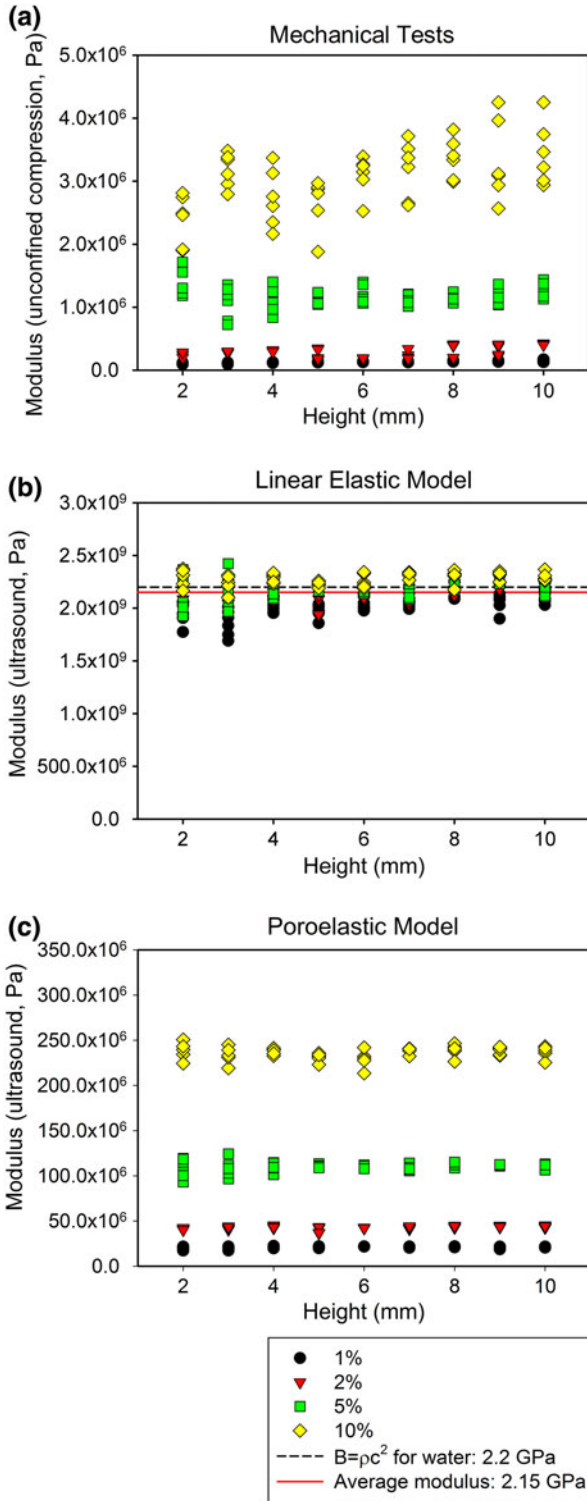 (a)
Mechanical Tests
Modulus (unconfined compression, Pa)
5.0x10⁶
4.0x10⁶
3.0x10⁶
2.0x10⁶
1.0x10⁶
0.0
2 4 6 8 10
Height (mm)
(b)
Linear Elastic Model
Modulus (ultrasound, Pa)
3.0x10⁹
2.5x10⁹
2.0x10⁹
1.5x10⁹
1.0x10⁹
500.0x10⁶
0.0
2 4 6 8 10
Height (mm)
(c)
Poroelastic Model
Modulus (ultrasound, Pa)
350.0x10⁶
300.0x10⁶
250.0x10⁶
200.0x10⁶
150.0x10⁶
100.0x10⁶
50.0x10⁶
0.0
2 4 6 8 10
Height (mm)
1%
2%
5%
10%
B=ρc² for water: 2.2 GPa
Average modulus: 2.15 GPa